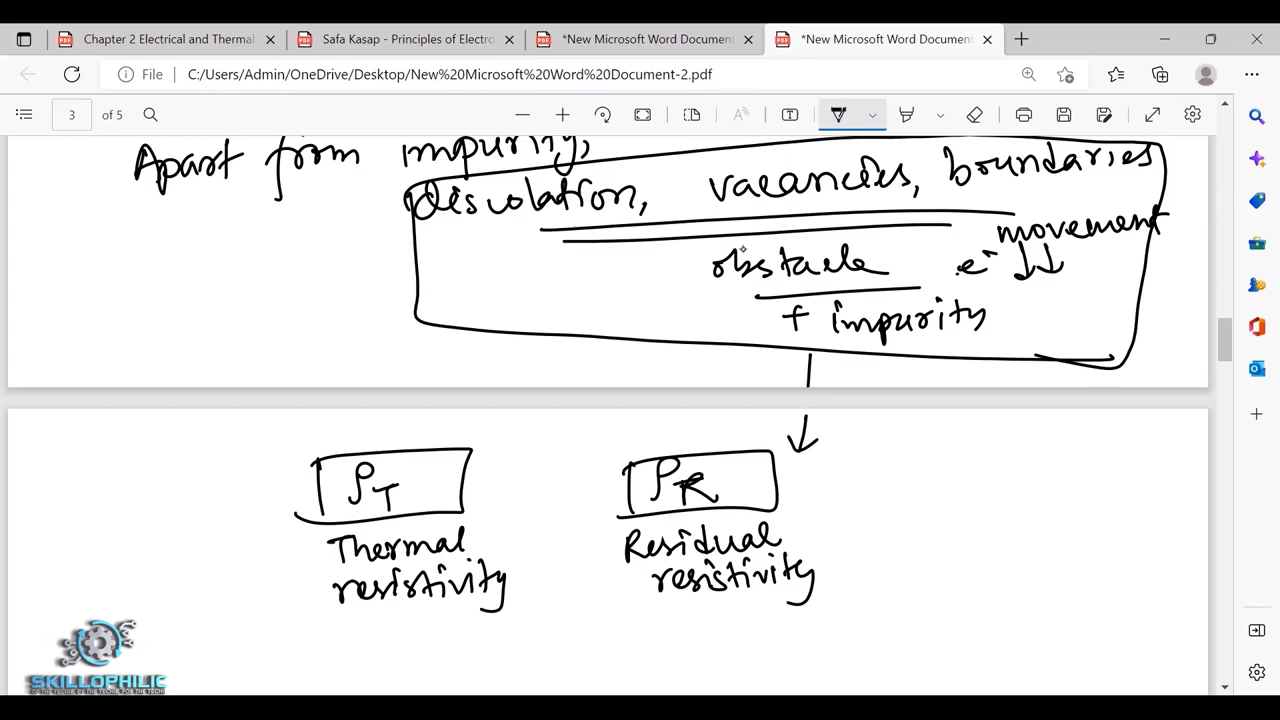 Chapter 2 Electrical and Thermal
Safa Kasap - Principles of Electro
*New Microsoft Word Document
*New Microsoft Word Document
File
C:/Users/Admin/OneDrive/Desktop/New%20Microsoft%20Word%20Document-2.pdf
3 of 5
Apart from impurity,
dislocation, vacancies, boundaries
movement
obstacle e⁻ ↓↓
+ impurity
ρT ρR
Thermal resistivity
Residual resistivity
SKILLOPHILIC